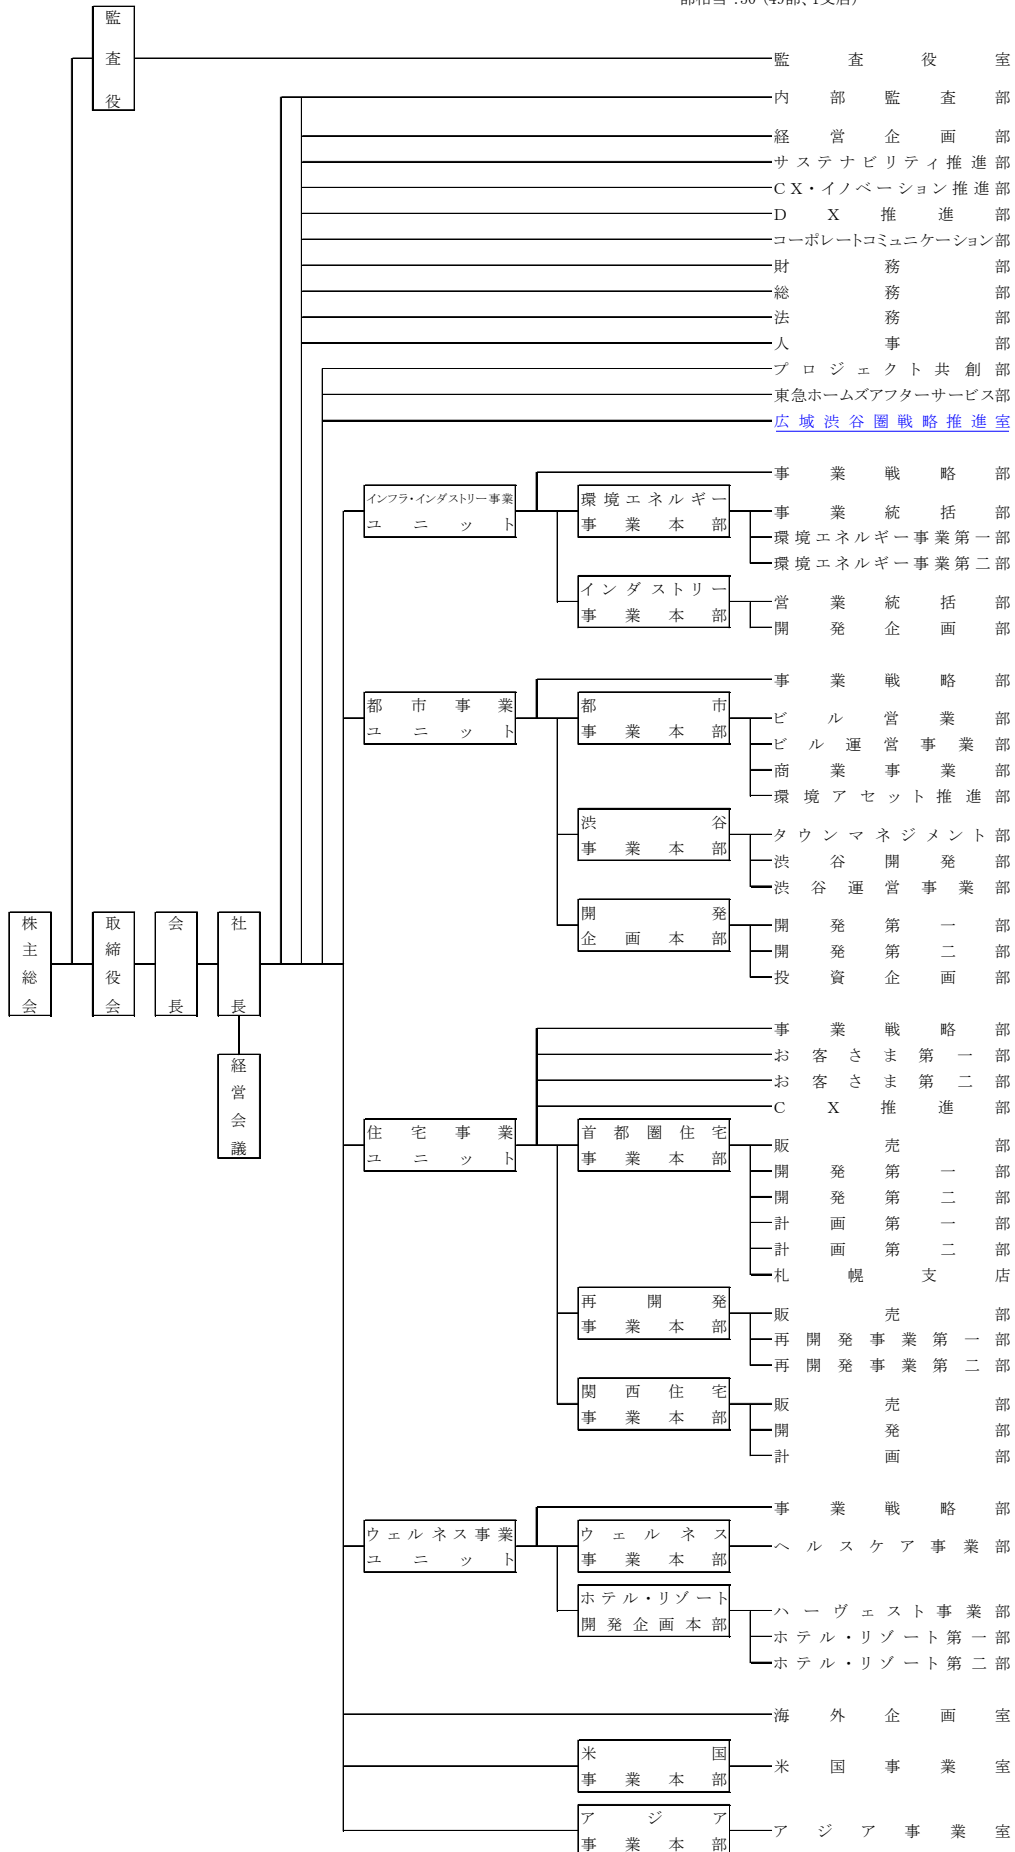 監査役
監査役室
内部監査部
経営企画部
サステナビリティ推進部
CX・イノベーション推進部
DX推進部
コーポレートコミュニケーション部
財務部
総務部
法務部
人事部
プロジェクト共創部
東急ホームズアフターサービス部
広域渋谷圏戦略推進室
株主総会
取締役会
会長
社長
経営会議
インフラ・インダストリー事業
ユニット
事業戦略部
環境エネルギー
事業本部
事業統括部
環境エネルギー事業第一部
環境エネルギー事業第二部
インダストリー
事業本部
営業統括部
開発企画部
都市事業
ユニット
事業戦略部
都市
事業本部
ビル営業部
ビル運営事業部
商業事業部
環境アセット推進部
渋谷
事業本部
タウンマネジメント部
渋谷開発部
渋谷運営事業部
開発
企画本部
開発第一部
開発第二部
投資企画部
住宅事業
ユニット
事業戦略部
お客さま第一部
お客さま第二部
CX推進部
首都圏住宅
事業本部
販売部
開発第一部
開発第二部
計画第一部
計画第二部
札幌支店
再開発
事業本部
販売部
再開発事業第一部
再開発事業第二部
関西住宅
事業本部
販売部
開発部
計画部
ウェルネス事業
ユニット
事業戦略部
ウェルネス
事業本部
ヘルスケア事業部
ホテル・リゾート
開発企画本部
ハーヴェスト事業部
ホテル・リゾート第一部
ホテル・リゾート第二部
海外企画室
米国
事業本部
米国事業室
アジア
事業本部
アジア事業室